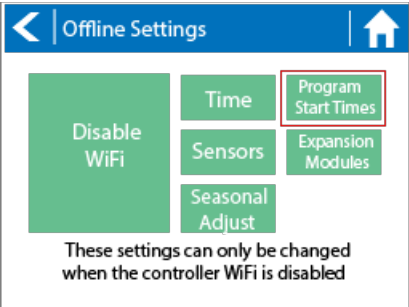 Offline Settings
Disable
WiFi
Time
Program
Start Times
Sensors
Expansion
Modules
Seasonal
Adjust
These settings can only be changed
when the controller WiFi is disabled